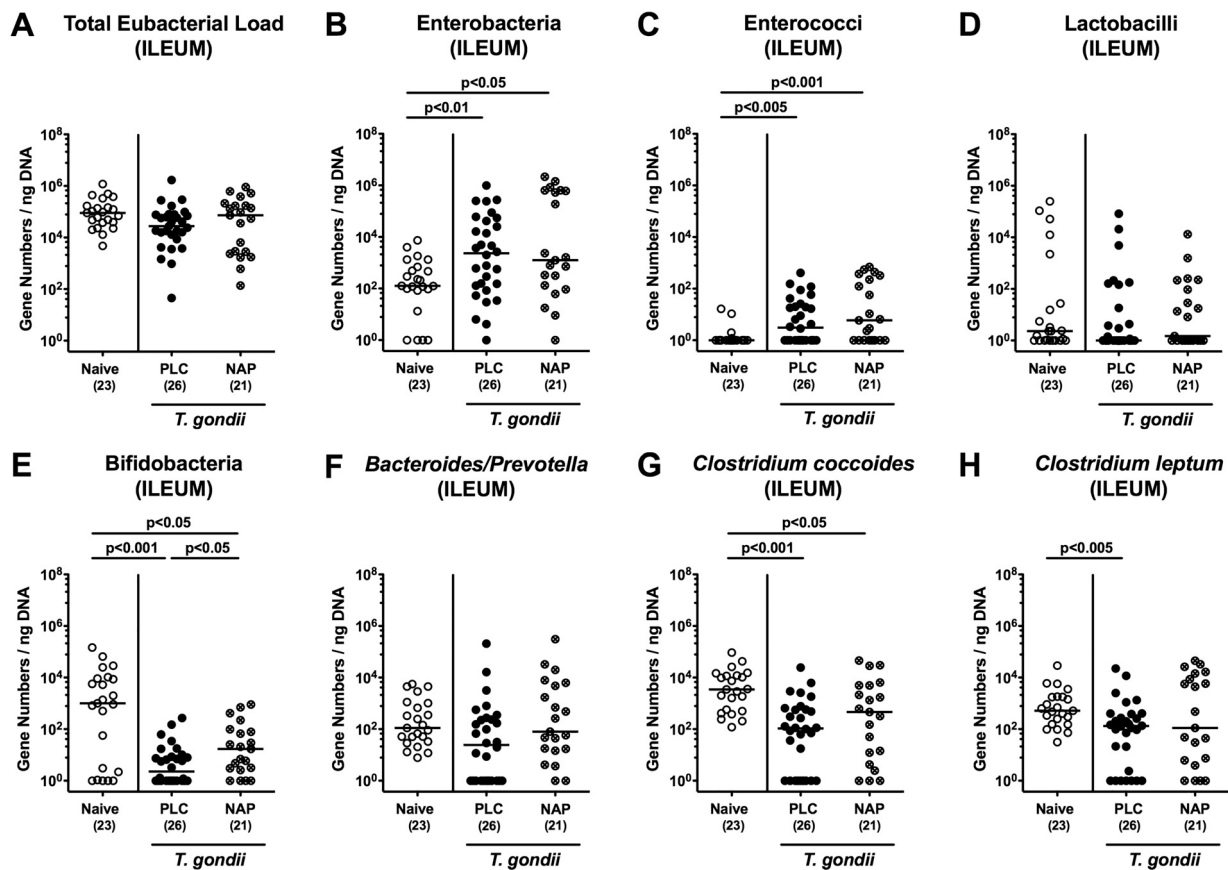 A Total Eubacterial Load
(ILEUM)
Gene Numbers / ng DNA
10^8
10^6
10^4
10^2
10^0
Naive PLC NAP
(23) (26) (21)
T. gondii
B Enterobacteria
(ILEUM)
p<0.05
p<0.01
Gene Numbers / ng DNA
10^8
10^6
10^4
10^2
10^0
Naive PLC NAP
(23) (26) (21)
T. gondii
C Enterococci
(ILEUM)
p<0.001
p<0.005
Gene Numbers / ng DNA
10^8
10^6
10^4
10^2
10^0
Naive PLC NAP
(23) (26) (21)
T. gondii
D Lactobacilli
(ILEUM)
Gene Numbers / ng DNA
10^8
10^6
10^4
10^2
10^0
Naive PLC NAP
(23) (26) (21)
T. gondii
E Bifidobacteria
(ILEUM)
p<0.05
p<0.001 p<0.05
Gene Numbers / ng DNA
10^8
10^6
10^4
10^2
10^0
Naive PLC NAP
(23) (26) (21)
T. gondii
F Bacteroides/Prevotella
(ILEUM)
Gene Numbers / ng DNA
10^8
10^6
10^4
10^2
10^0
Naive PLC NAP
(23) (26) (21)
T. gondii
G Clostridium coccoides
(ILEUM)
p<0.05
p<0.001
Gene Numbers / ng DNA
10^8
10^6
10^4
10^2
10^0
Naive PLC NAP
(23) (26) (21)
T. gondii
H Clostridium leptum
(ILEUM)
p<0.005
Gene Numbers / ng DNA
10^8
10^6
10^4
10^2
10^0
Naive PLC NAP
(23) (26) (21)
T. gondii